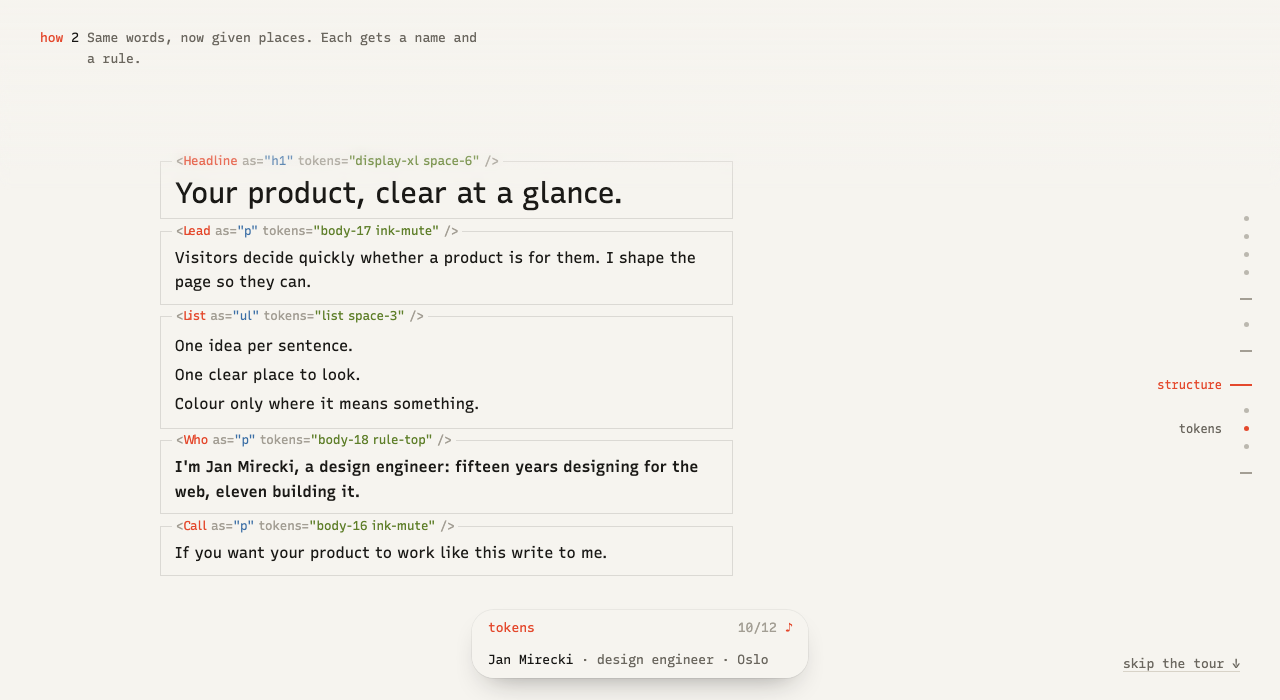 how 2 Same words, now given places. Each gets a name and
a rule.
<Headline as="h1" tokens="display-xl space-6" />
Your product, clear at a glance.
<Lead as="p" tokens="body-17 ink-mute" />
Visitors decide quickly whether a product is for them. I shape the
page so they can.
<List as="ul" tokens="list space-3" />
One idea per sentence.
One clear place to look.
Colour only where it means something.
<Who as="p" tokens="body-18 rule-top" />
I'm Jan Mirecki, a design engineer: fifteen years designing for the
web, eleven building it.
<Call as="p" tokens="body-16 ink-mute" />
If you want your product to work like this write to me.
structure
tokens
tokens 10/12 ♪
Jan Mirecki · design engineer · Oslo
skip the tour ↓